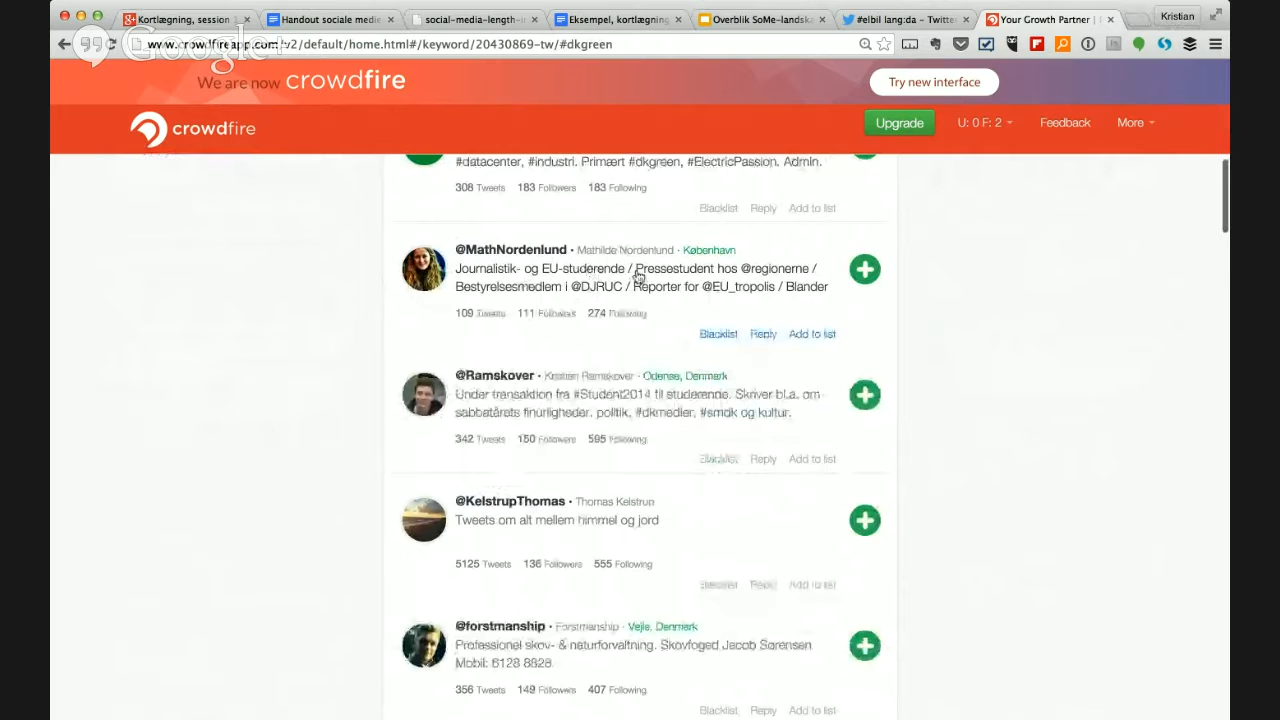 Kortlægning, session
Handout sociale medie
social-media-length-i
Eksempel, kortlægning
Overblik SoMe-landska
#elbil lang:da - Twitter
Your Growth Partner |
Kristian
Google+
www.crowdfireapp.com/v2/default/home.html#/keyword/20430869-tw/#dkgreen
We are now crowdfire
Try new interface
crowdfire
Upgrade
U: 0 F: 2
Feedback
More
#datacenter, #industri. Primært #dkgreen, #ElectricPassion. Admin.
308 Tweets 183 Followers 183 Following
Blacklist Reply Add to list
@MathNordenlund · Mathilde Nordenlund · København
Journalistik- og EU-studerende / Pressestudent hos @regionerne /
Bestyrelsesmedlem i @DJRUC / Reporter for @EU_tropolis / Blander
109 Tweets 111 Followers 274 Following
Blacklist Reply Add to list
@Ramskover · Kristian Ramskover · Odense, Denmark
Under transaktion fra #Student2014 til studerende. Skriver bl.a. om
sabbatårets finurligheder, politik, #dkmedier, #smdk og kultur.
342 Tweets 150 Followers 595 Following
Blacklist Reply Add to list
@KelstrupThomas · Thomas Kelstrup
Tweets om alt mellem himmel og jord
5125 Tweets 136 Followers 555 Following
Blacklist Reply Add to list
@forstmanship · Forstmanship · Vejle, Denmark
Professionel skov- & naturforvaltning. Skovfoged Jacob Sørensen
Mobil: 6128 8828.
356 Tweets 149 Followers 407 Following
Blacklist Reply Add to list